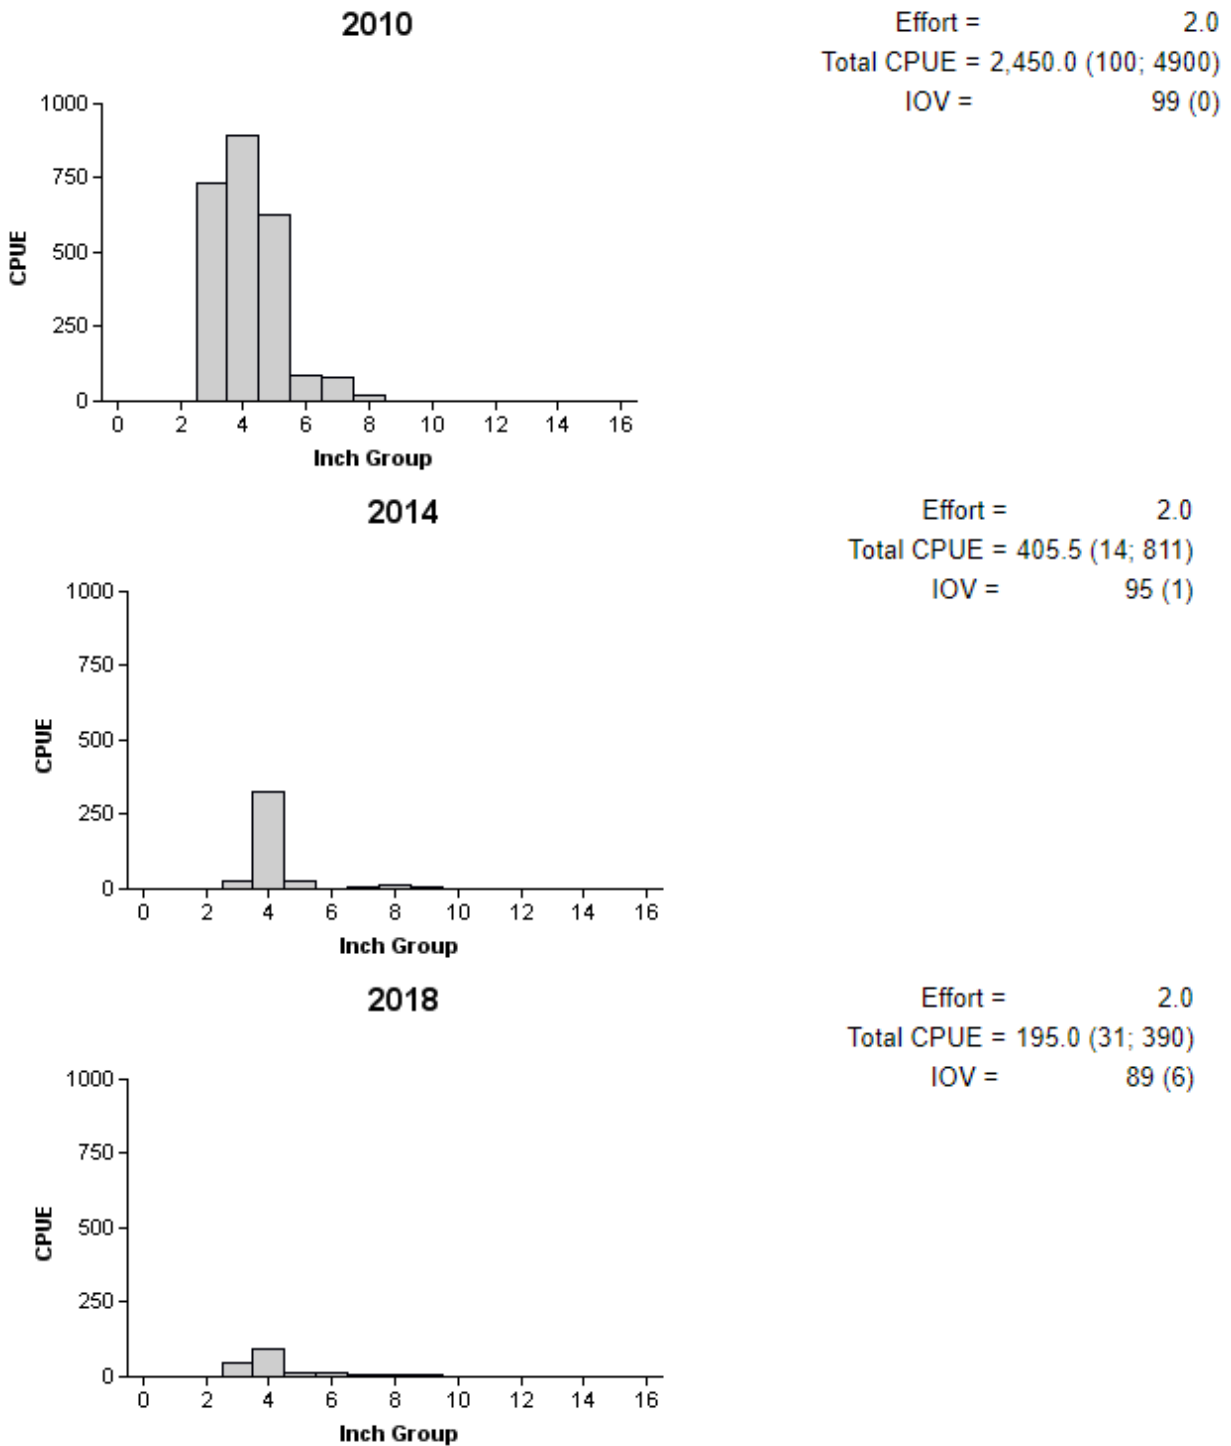 2010
Effort = 2.0
Total CPUE = 2,450.0 (100; 4900)
IOV = 99 (0)
1000
750
500
250
0
CPUE
0 2 4 6 8 10 12 14 16
Inch Group
2014
Effort = 2.0
Total CPUE = 405.5 (14; 811)
IOV = 95 (1)
1000
750
500
250
0
CPUE
0 2 4 6 8 10 12 14 16
Inch Group
2018
Effort = 2.0
Total CPUE = 195.0 (31; 390)
IOV = 89 (6)
1000
750
500
250
0
CPUE
0 2 4 6 8 10 12 14 16
Inch Group